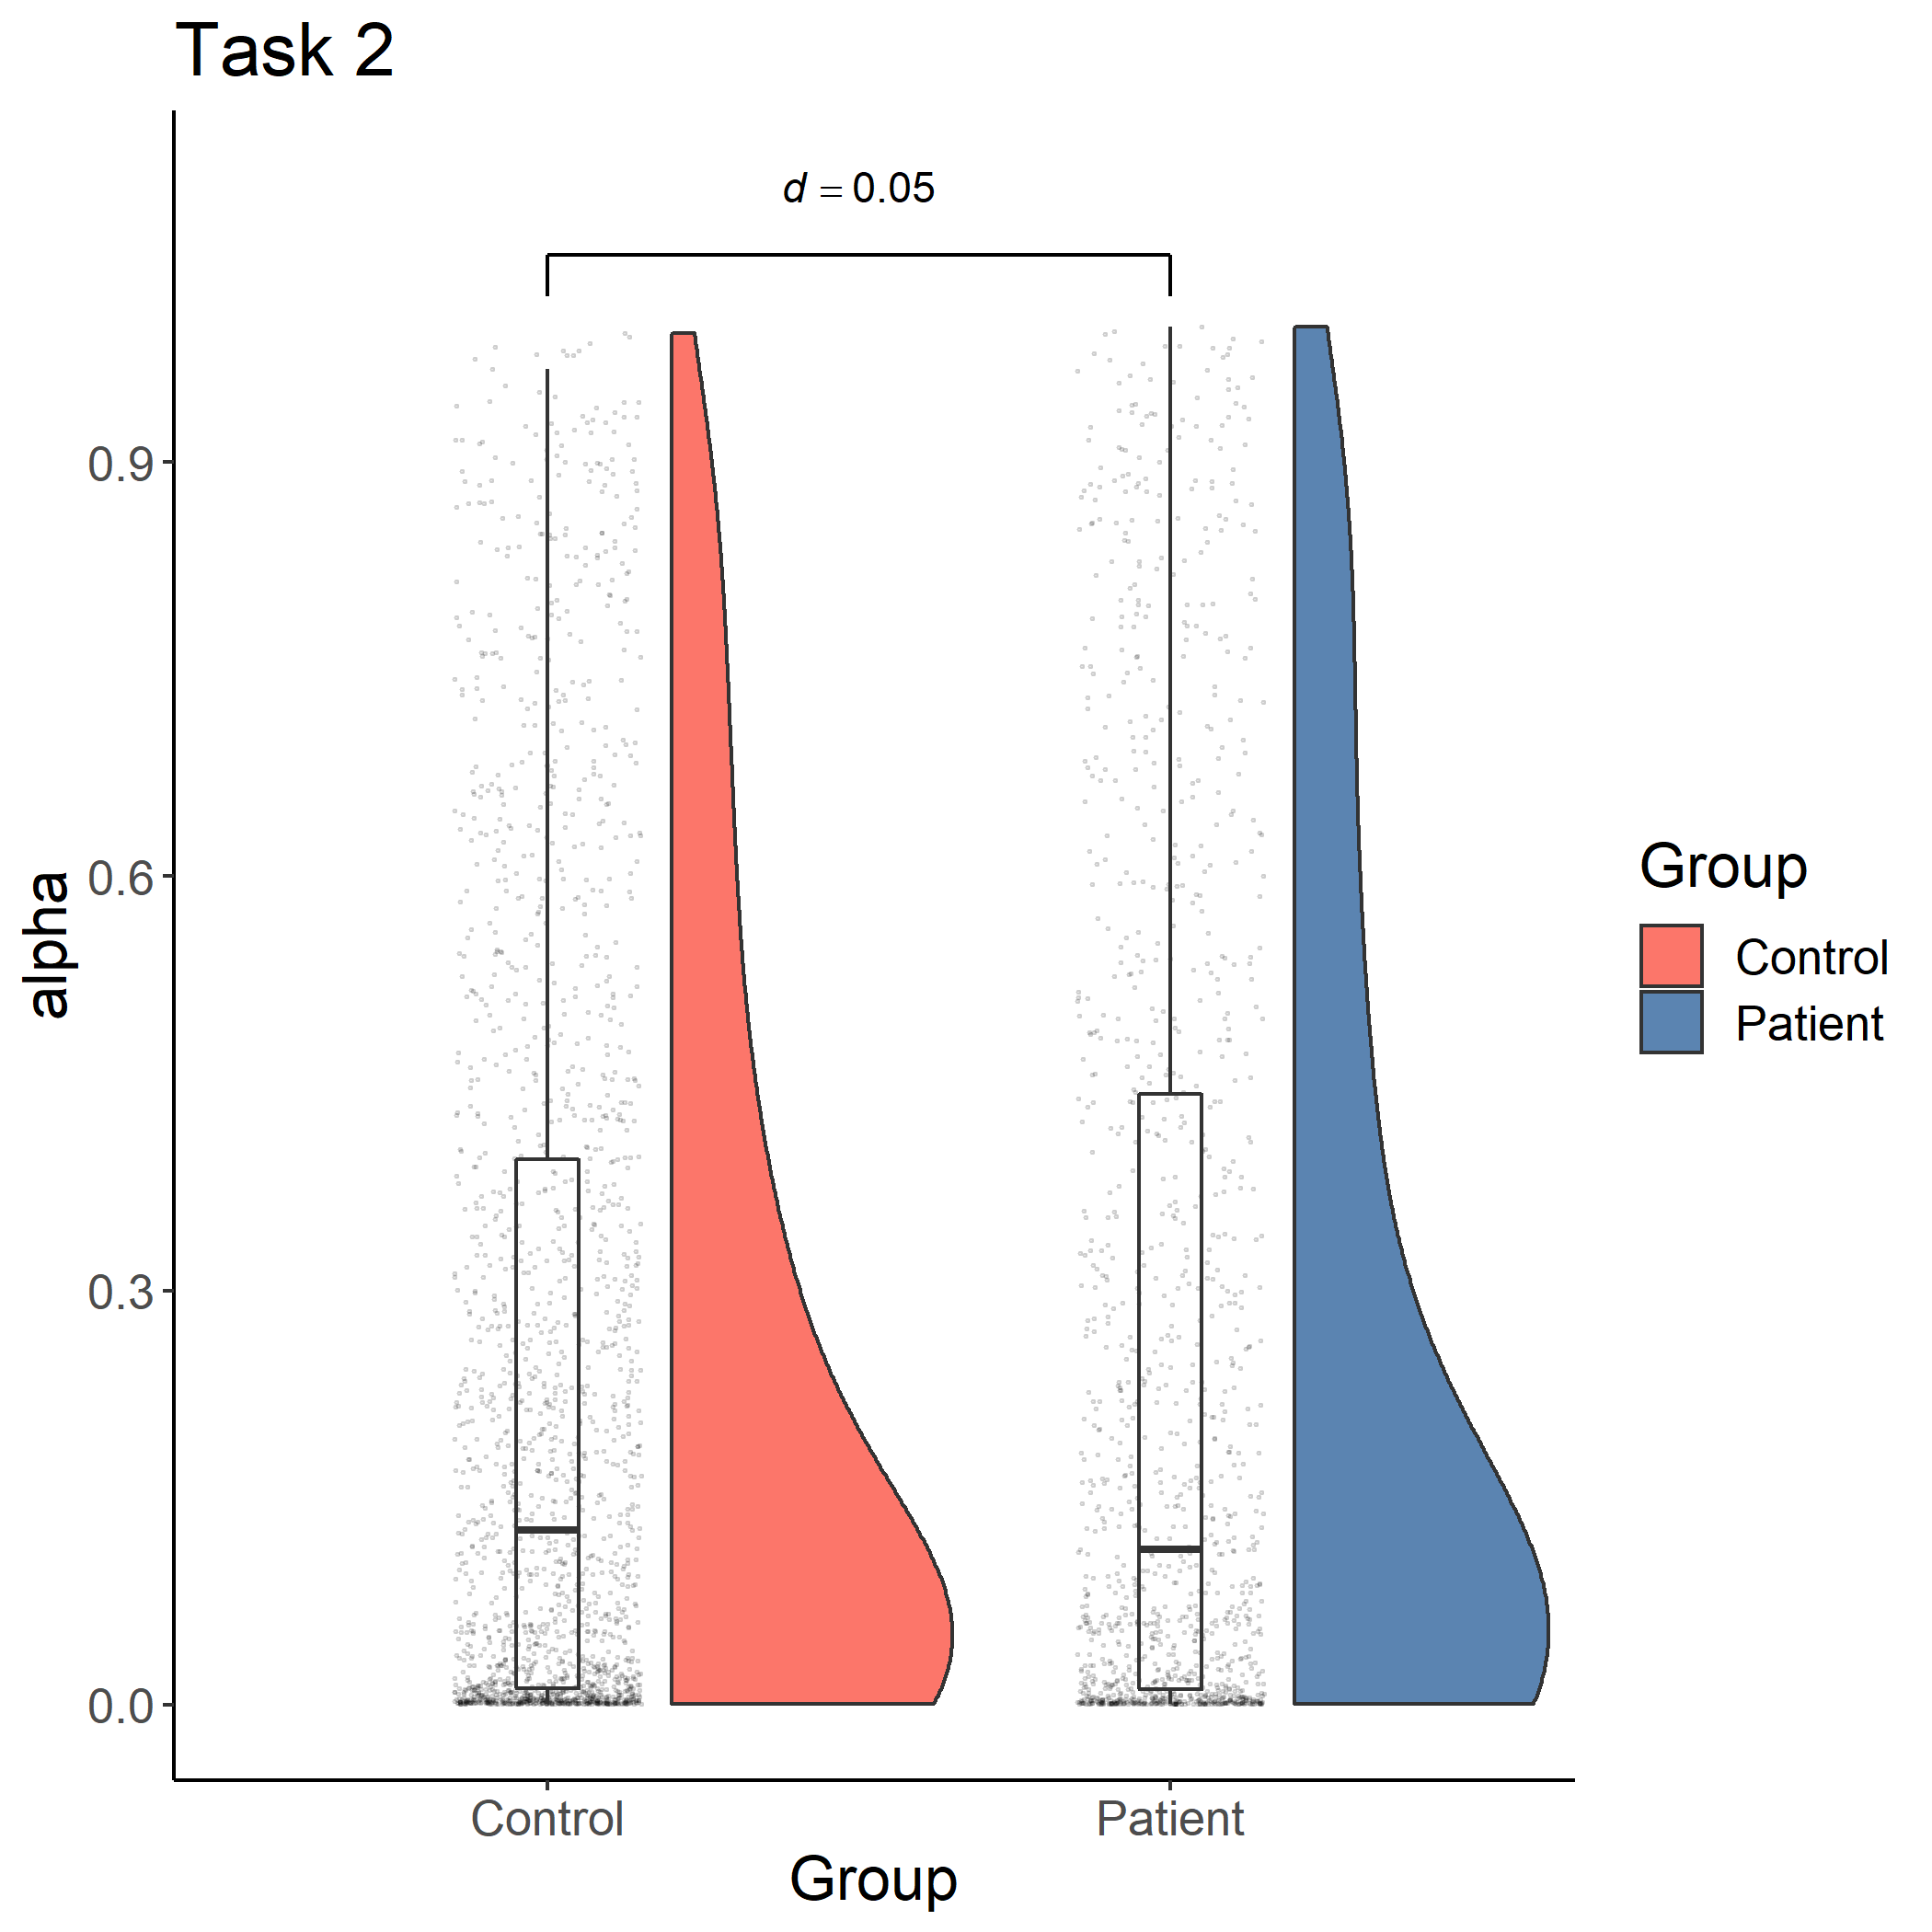 Task 2
d = 0.05
0.9
0.6
0.3
0.0
alpha
Control
Patient
Group
Group
Control
Patient